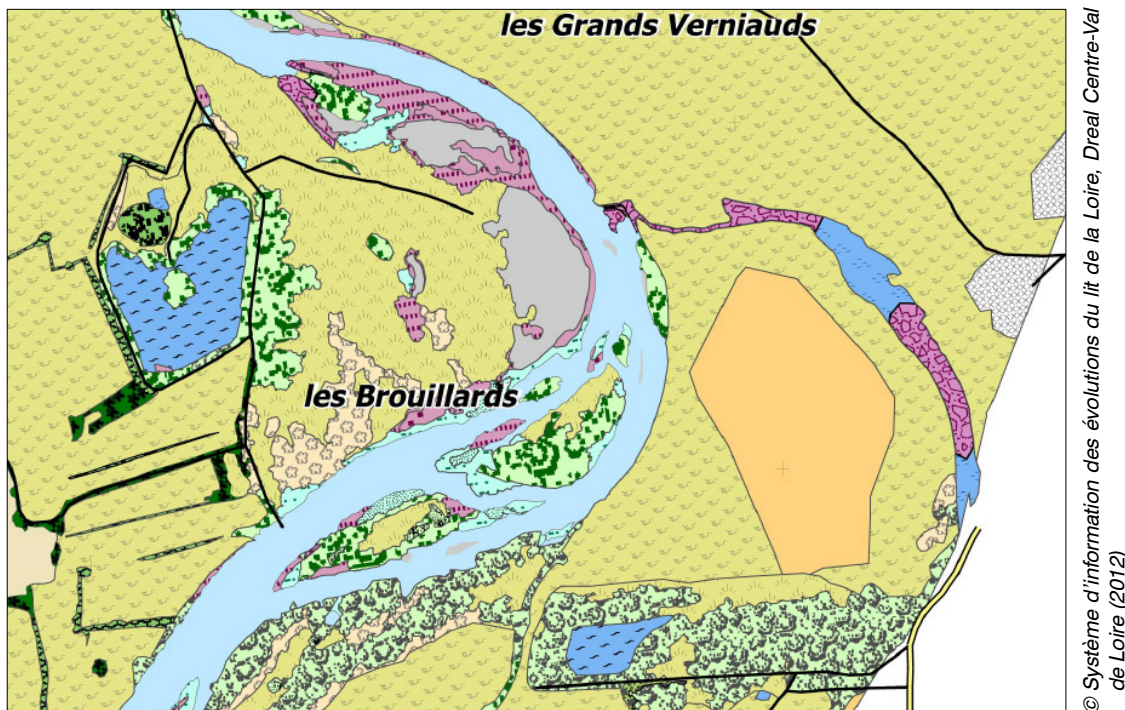 les Grands Verniauds
les Brouillards
© Système d'information des évolutions du lit de la Loire, Dreal Centre-Val
de Loire (2012)